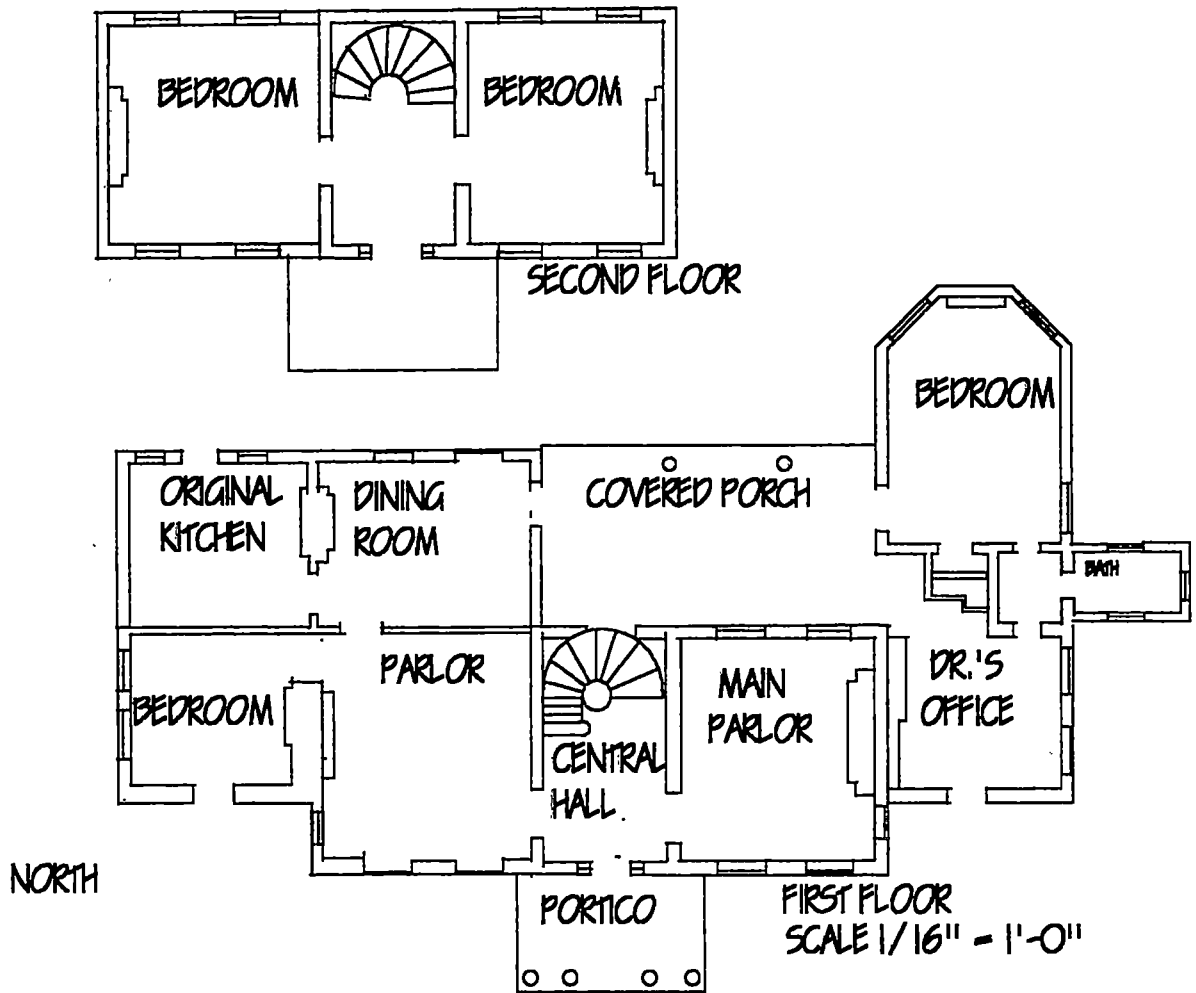 BEDROOM
BEDROOM
SECOND FLOOR
BEDROOM
ORIGINAL
KITCHEN
DINING
ROOM
COVERED PORCH
BATH
PARLOR
BEDROOM
MAIN
PARLOR
DR.'S
OFFICE
CENTRAL
HALL
NORTH
PORTICO
FIRST FLOOR
SCALE 1/16" = 1'-0"